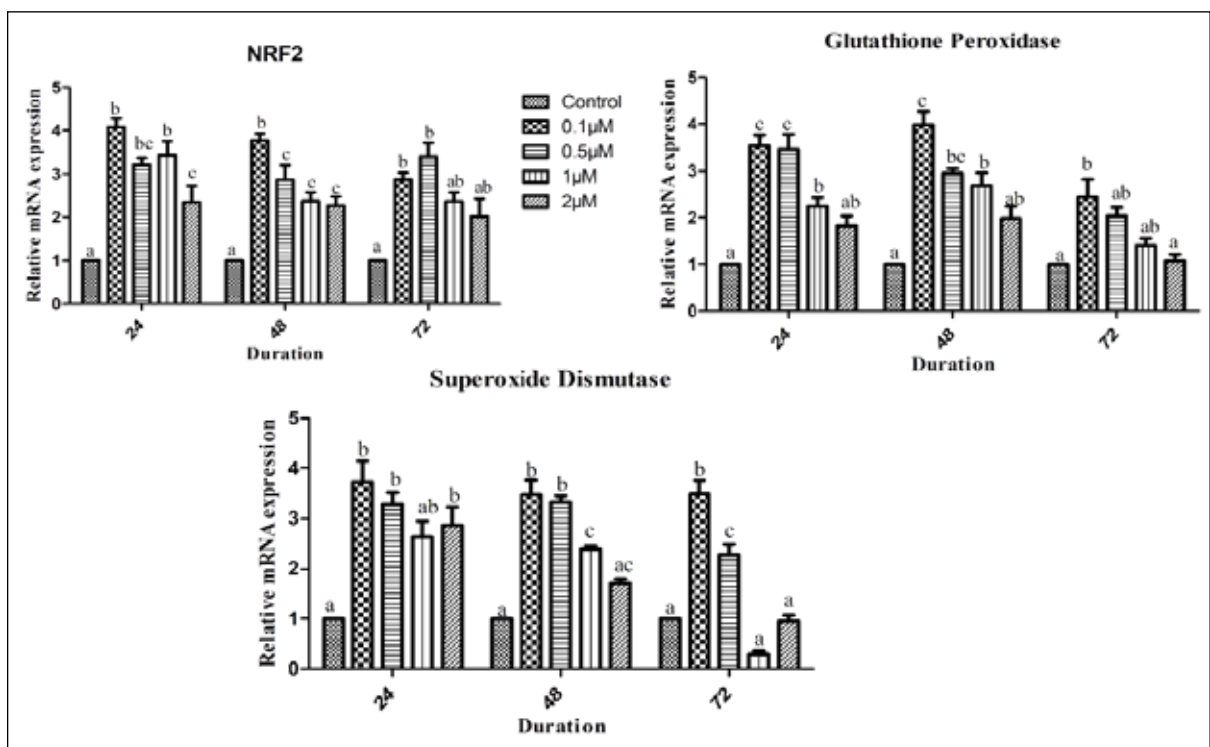 NRF2
Relative mRNA expression
5
4
3
2
1
0
a
b
bc
b
c
a
b
c
c
c
a
b
b
ab
ab
24
48
72
Duration
Control
0.1µM
0.5µM
1µM
2µM
Glutathione Peroxidase
Relative mRNA expression
5
4
3
2
1
0
a
c
c
b
ab
a
c
bc
b
ab
a
b
ab
ab
a
24
48
72
Duration
Superoxide Dismutase
Relative mRNA expression
5
4
3
2
1
0
a
b
b
ab
b
a
b
b
c
ac
a
b
c
a
a
24
48
72
Duration